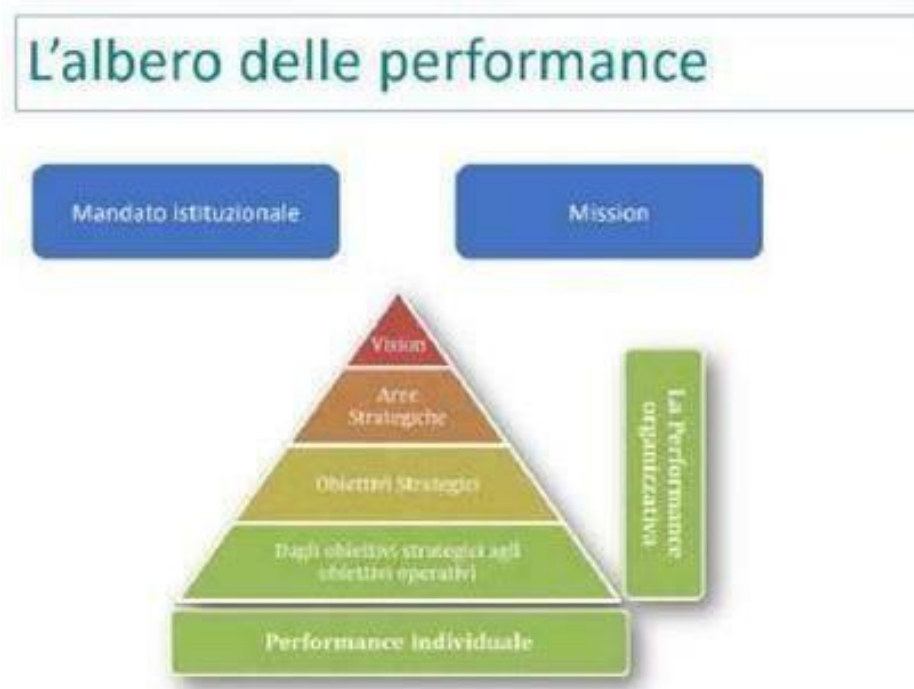 L'albero delle performance
Mandato istituzionale
Mission
Vision
Aree
Strategiche
Obiettivi Strategici
Dagli obiettivi strategici agli
obiettivi operativi
La Performance
organizzativa
Performance individuale